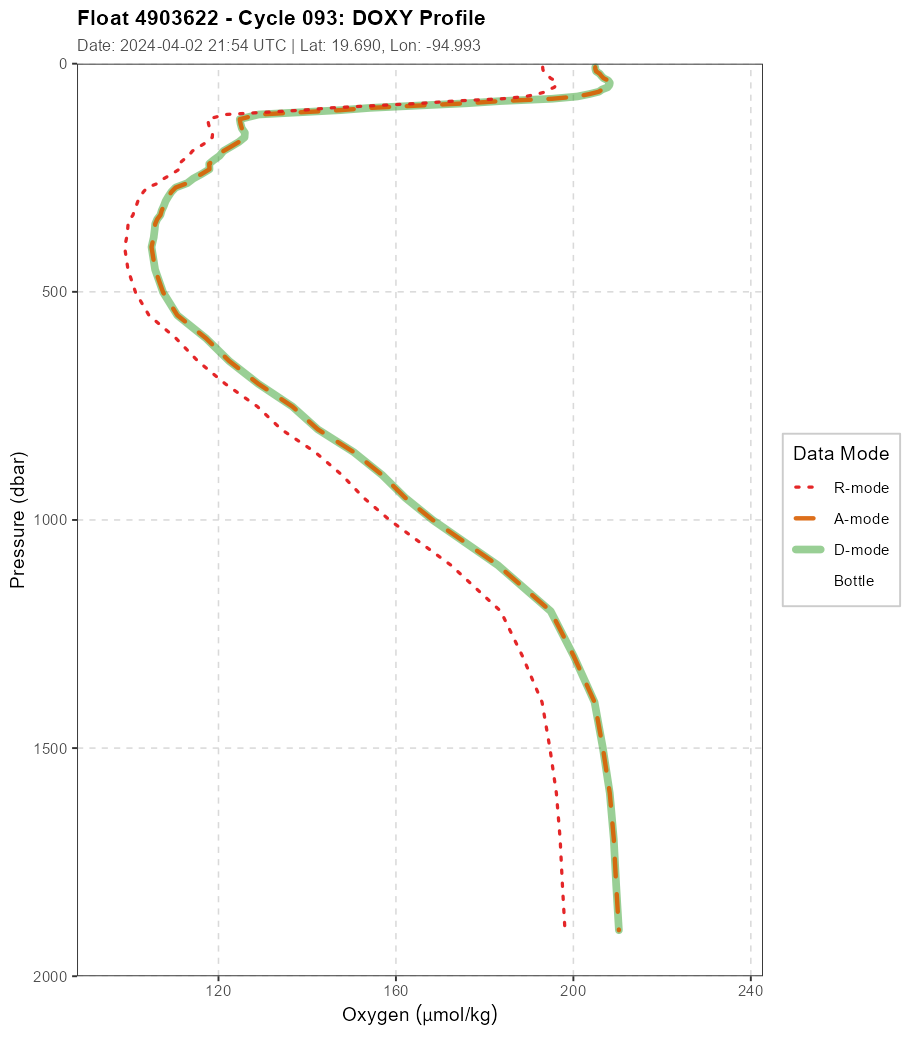 Float 4903622 - Cycle 093: DOXY Profile
Date: 2024-04-02 21:54 UTC | Lat: 19.690, Lon: -94.993
0
500
1000
1500
2000
Pressure (dbar)
120 160 200 240
Oxygen (μmol/kg)
Data Mode
R-mode
A-mode
D-mode
Bottle